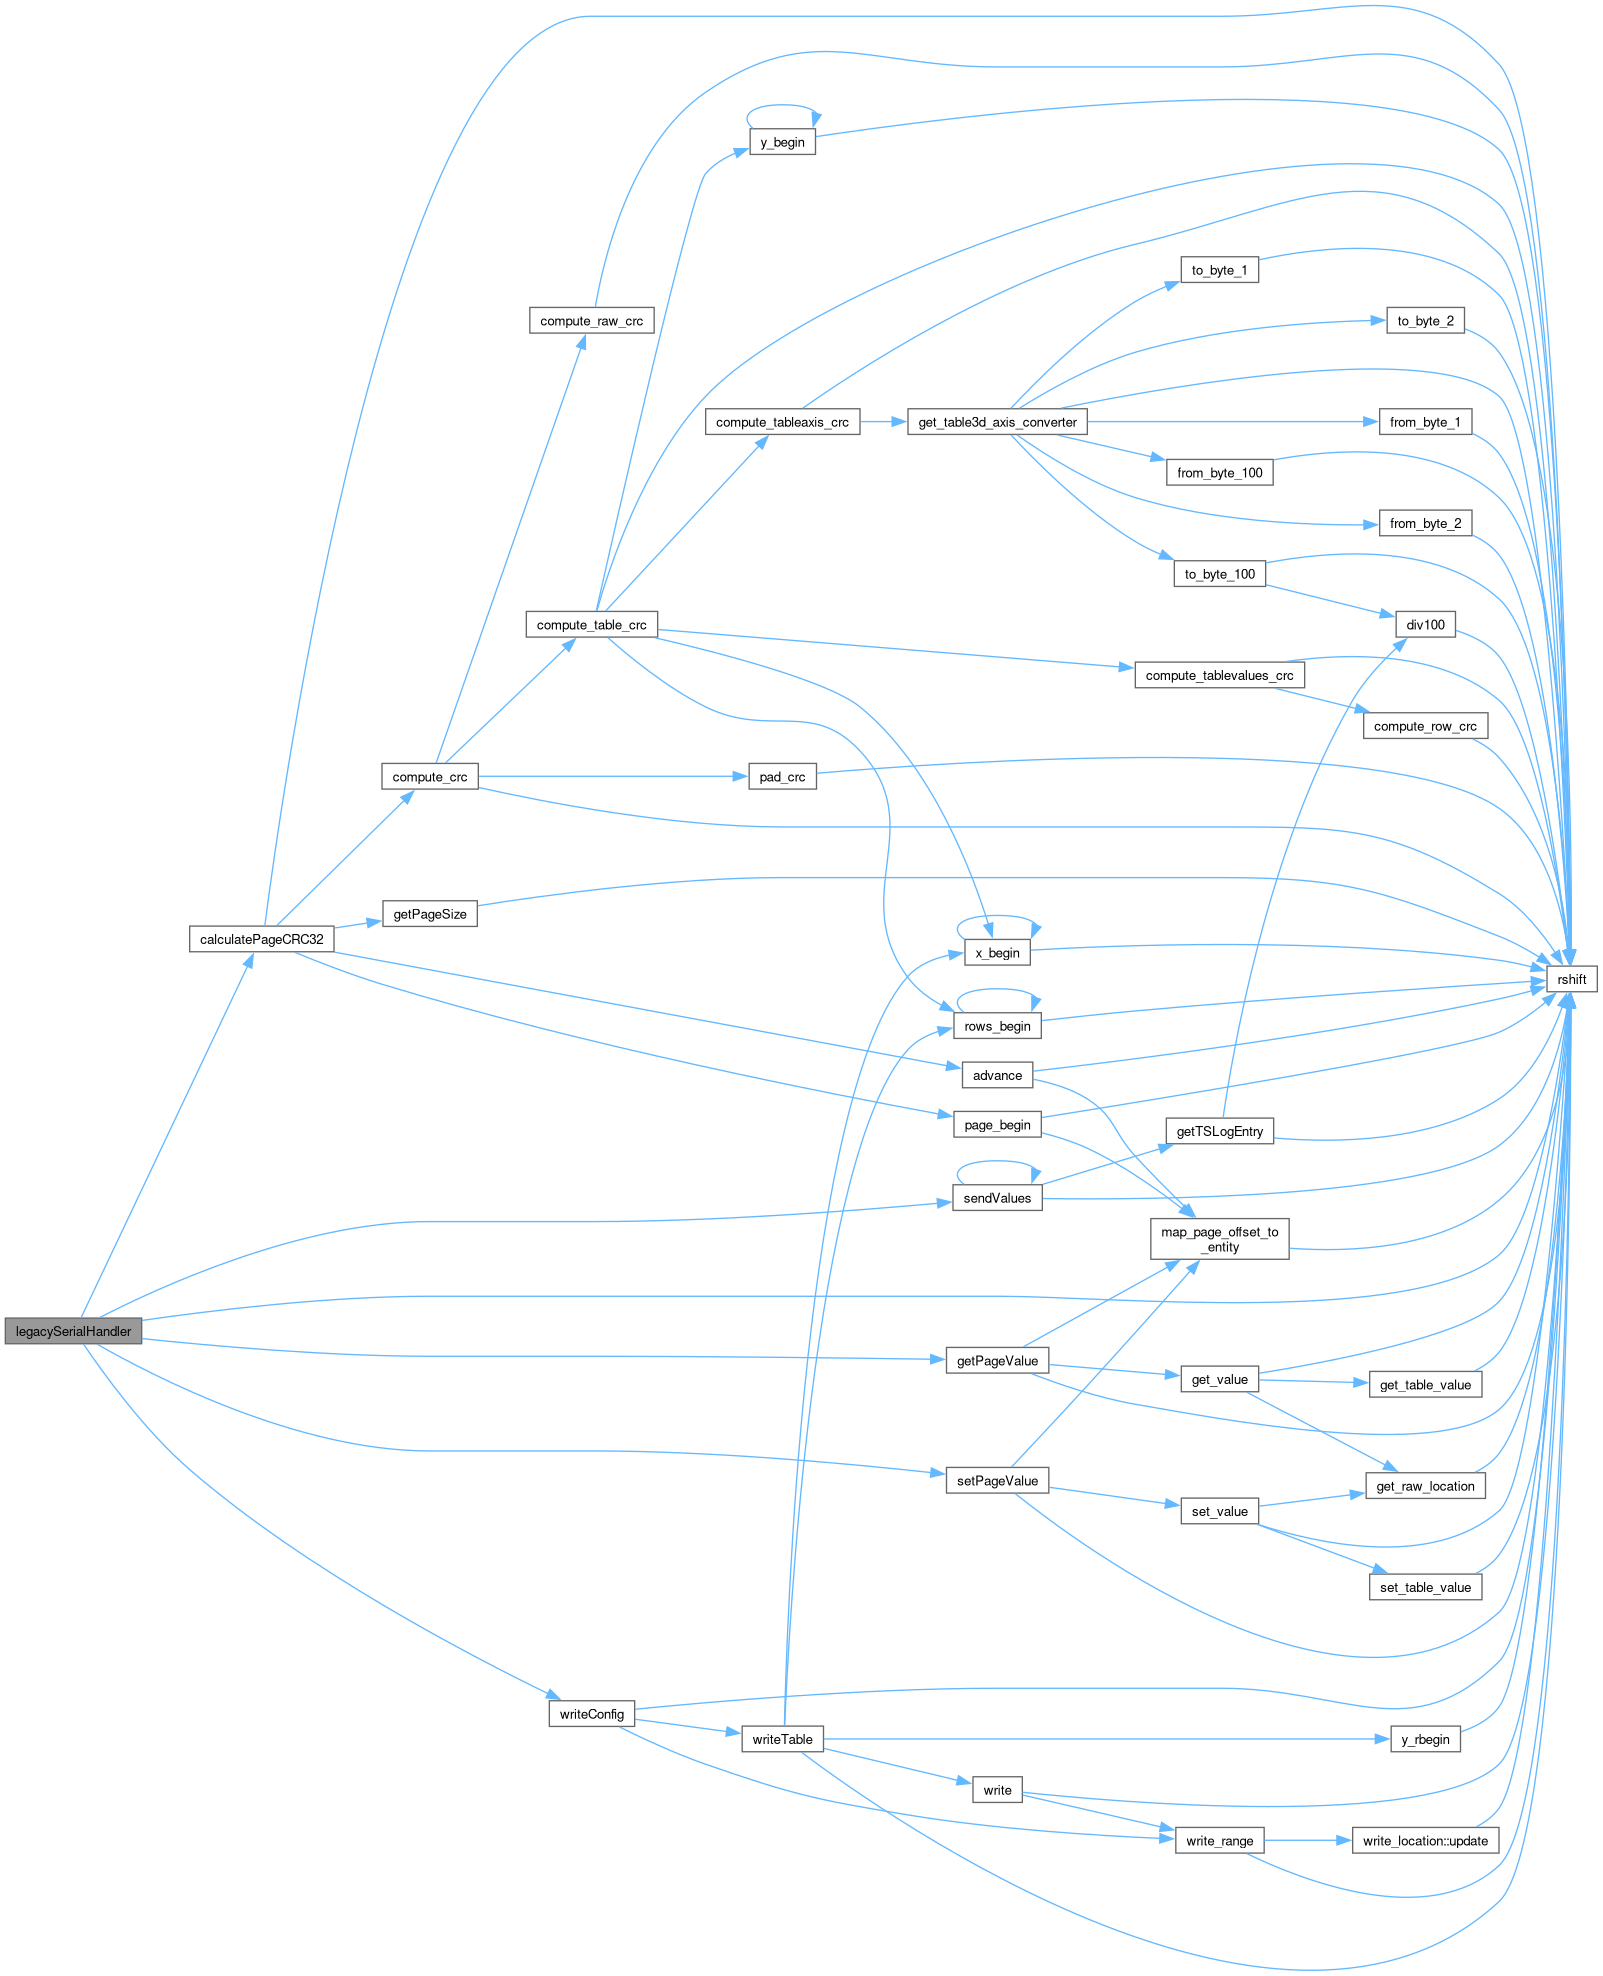 y_begin
to_byte_1
compute_raw_crc
to_byte_2
compute_tableaxis_crc
get_table3d_axis_converter
from_byte_1
from_byte_100
from_byte_2
to_byte_100
compute_table_crc
div100
compute_tablevalues_crc
compute_row_crc
compute_crc
pad_crc
getPageSize
calculatePageCRC32
x_begin
rshift
rows_begin
advance
page_begin
getTSLogEntry
sendValues
map_page_offset_to
_entity
legacySerialHandler
getPageValue
get_value
get_table_value
setPageValue
get_raw_location
set_value
set_table_value
writeConfig
writeTable
y_rbegin
write
write_range
write_location::update